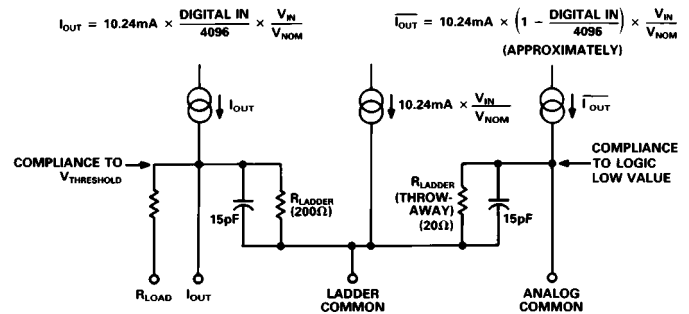 I_OUT = 10.24mA × DIGITAL IN / 4096 × V_IN / V_NOM
I̅_̅O̅U̅T̅ = 10.24mA × (1 − DIGITAL IN / 4096) × V_IN / V_NOM
(APPROXIMATELY)
I_OUT
10.24mA × V_IN / V_NOM
I̅_̅O̅U̅T̅
COMPLIANCE TO
V_THRESHOLD
COMPLIANCE
TO LOGIC
LOW VALUE
15pF
R_LADDER
(200Ω)
R_LADDER
(THROW-
AWAY)
(20Ω)
15pF
R_LOAD
I_OUT
LADDER
COMMON
ANALOG
COMMON